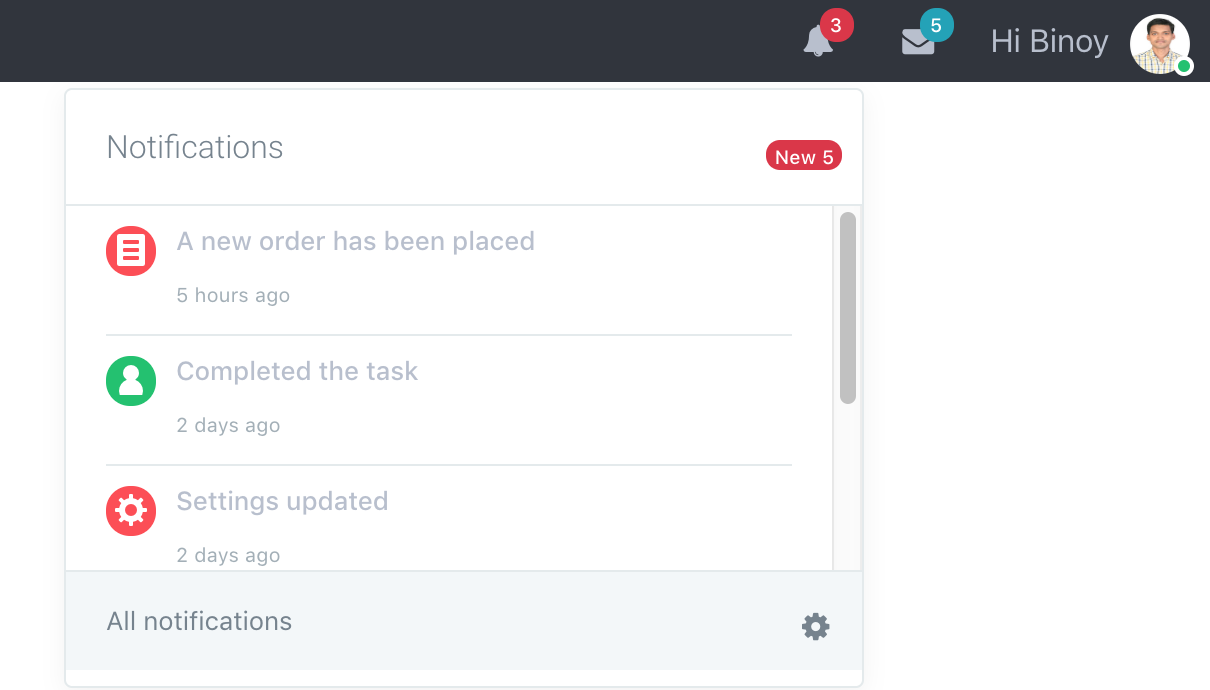 3
5
Hi Binoy
Notifications
New 5
A new order has been placed
5 hours ago
Completed the task
2 days ago
Settings updated
2 days ago
All notifications